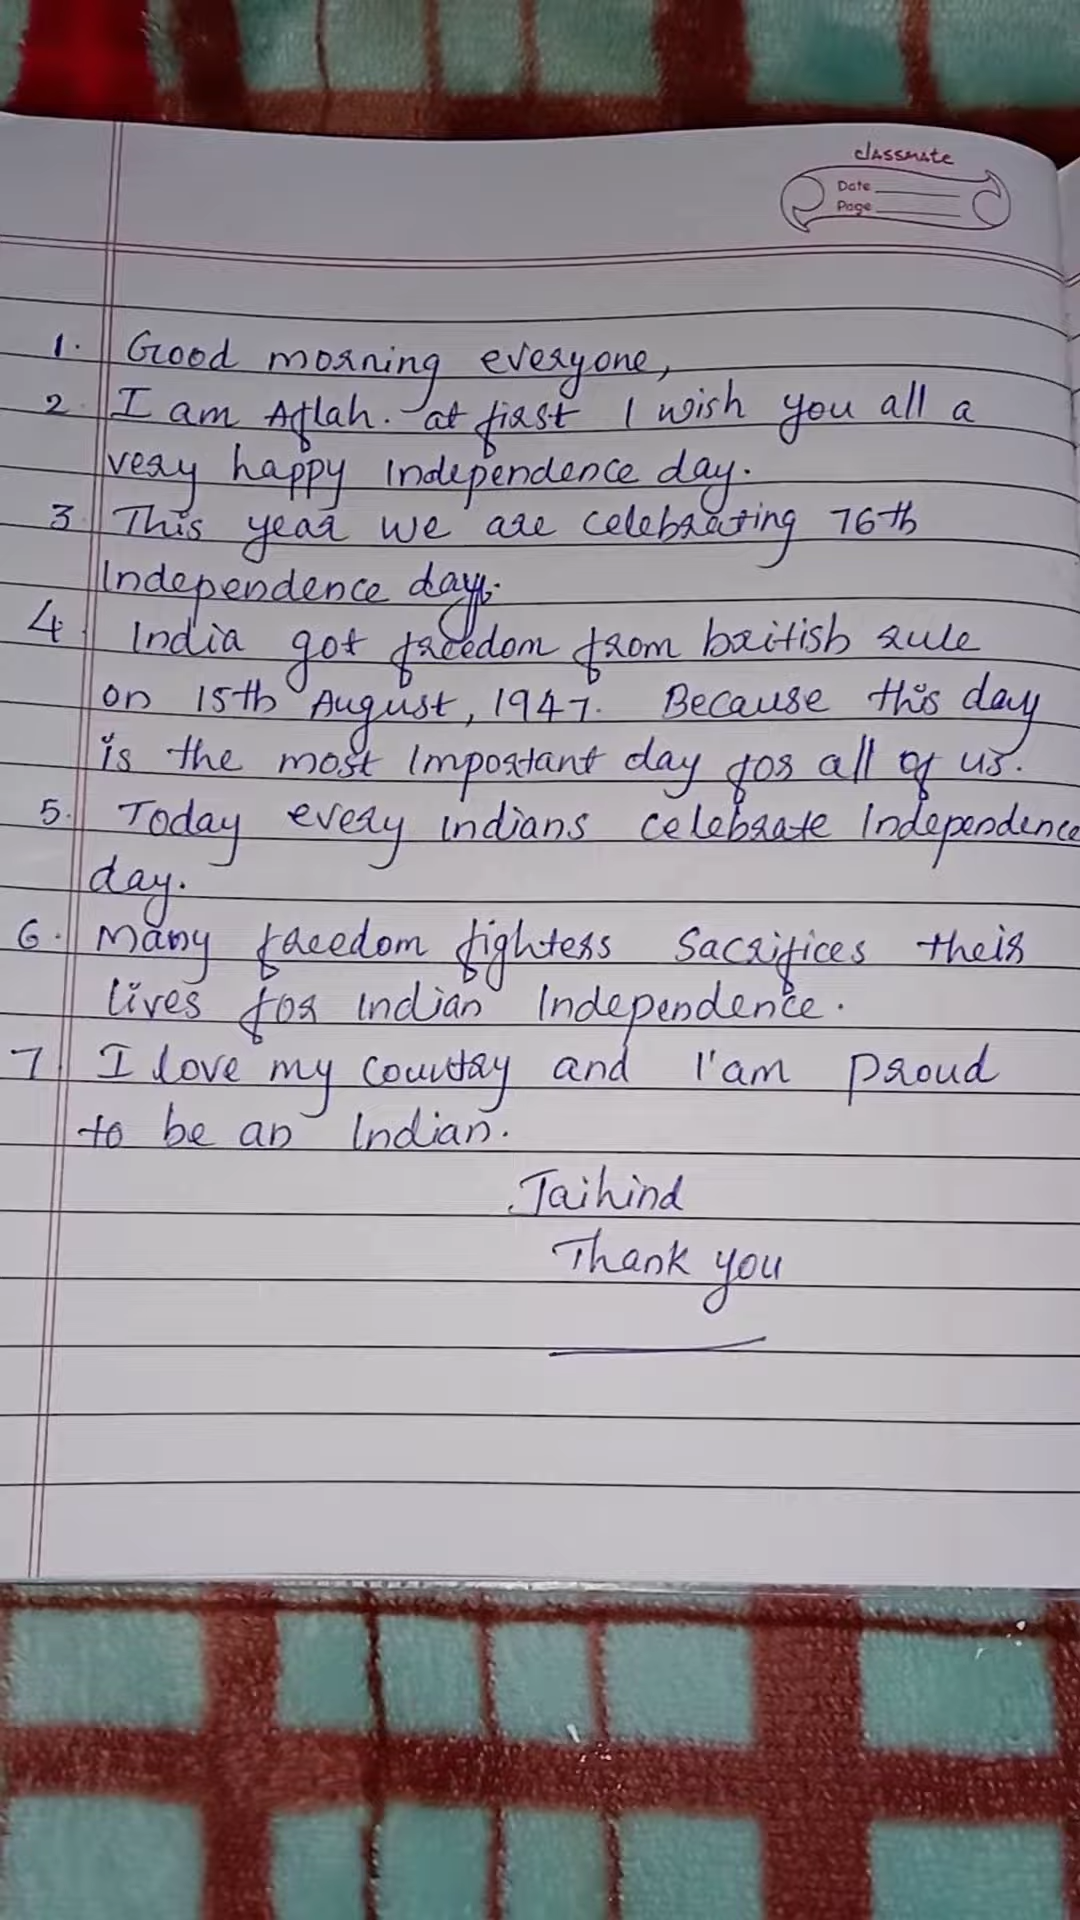 classmate
Date
Page
1. Good morning everyone,
2. I am Aflah. at first I wish you all a
very happy Independence day.
3. This year we are celebrating 76th
Independence day.
4. India got freedom from british rule
on 15th August, 1947. Because this day
is the most Important day for all of us.
5. Today every indians celebrate Independence
day.
6. Many freedom fighters Sacrifices their
lives for Indian Independence.
7. I love my country and I'am proud
to be an Indian.
Jaihind
Thank you